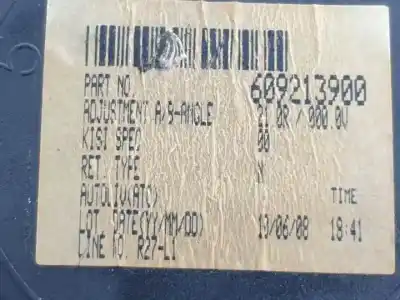 PART NO. 609213900
ADJUSTMENT A/B-ANGLE 21.0R / 000.0V
KISI SPEC 00
RET. TYPE Y
AUTOLIV(ATC) TIME
LOT DATE(YY/MM/DD) 13/06/08 18:41
LINE NO. R27-L1